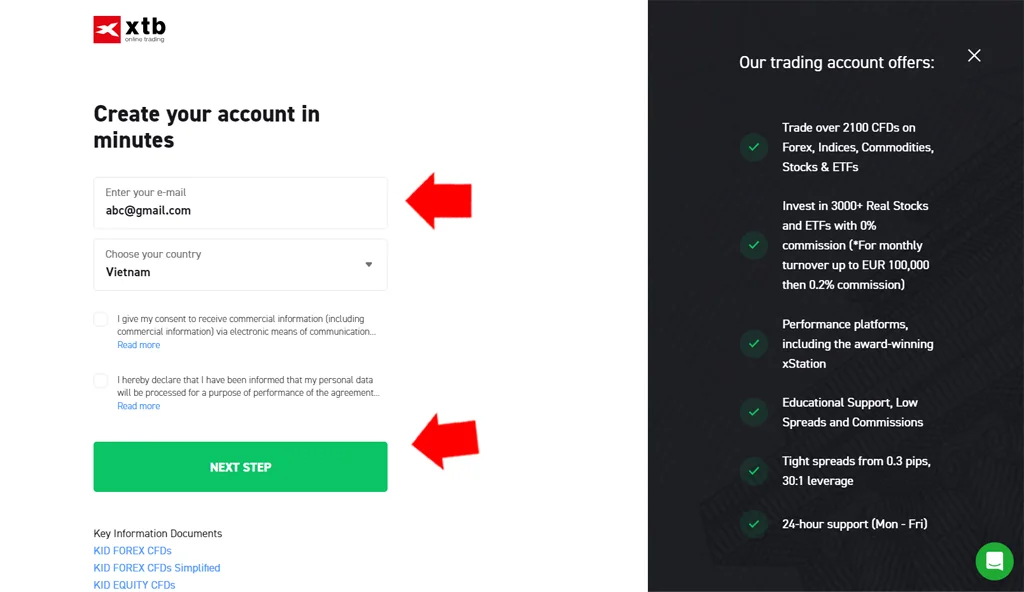 xtb
online trading
Create your account in
minutes
Enter your e-mail
abc@gmail.com
Choose your country
Vietnam
I give my consent to receive commercial information (including
commercial information) via electronic means of communication...
Read more
I hereby declare that I have been informed that my personal data
will be processed for a purpose of performance of the agreement...
Read more
NEXT STEP
Key Information Documents
KID FOREX CFDs
KID FOREX CFDs Simplified
KID EQUITY CFDs
Our trading account offers:
Trade over 2100 CFDs on
Forex, Indices, Commodities,
Stocks & ETFs
Invest in 3000+ Real Stocks
and ETFs with 0%
commission (*For monthly
turnover up to EUR 100,000
then 0.2% commission)
Performance platforms,
including the award-winning
xStation
Educational Support, Low
Spreads and Commissions
Tight spreads from 0.3 pips,
30:1 leverage
24-hour support (Mon - Fri)